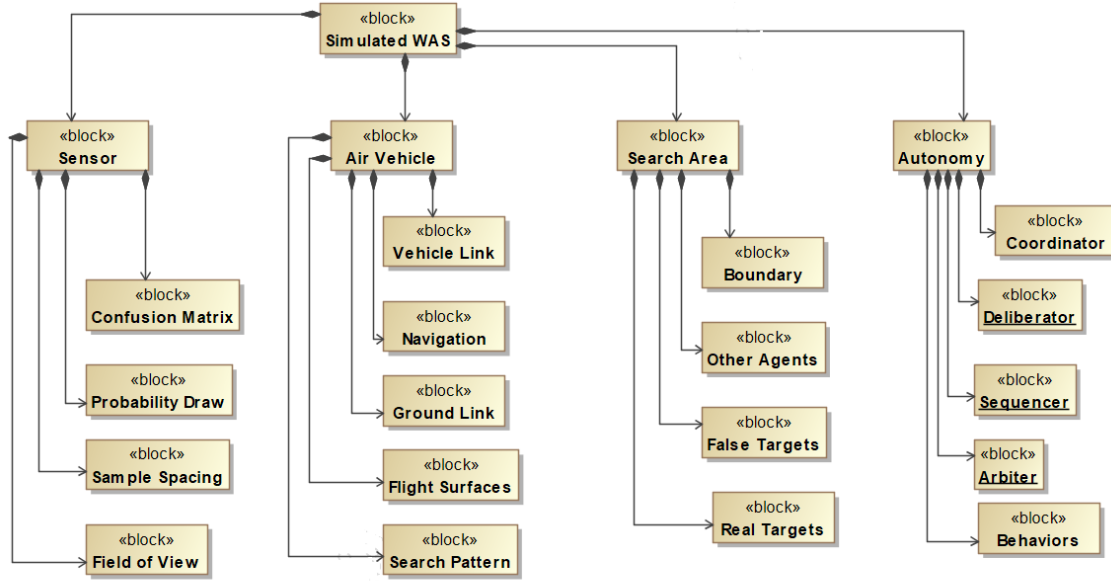 «block»
Simulated WAS
«block»
Sensor
«block»
Confusion Matrix
«block»
Probability Draw
«block»
Sample Spacing
«block»
Field of View
«block»
Air Vehicle
«block»
Vehicle Link
«block»
Navigation
«block»
Ground Link
«block»
Flight Surfaces
«block»
Search Pattern
«block»
Search Area
«block»
Boundary
«block»
Other Agents
«block»
False Targets
«block»
Real Targets
«block»
Autonomy
«block»
Coordinator
«block»
Deliberator
«block»
Sequencer
«block»
Arbiter
«block»
Behaviors